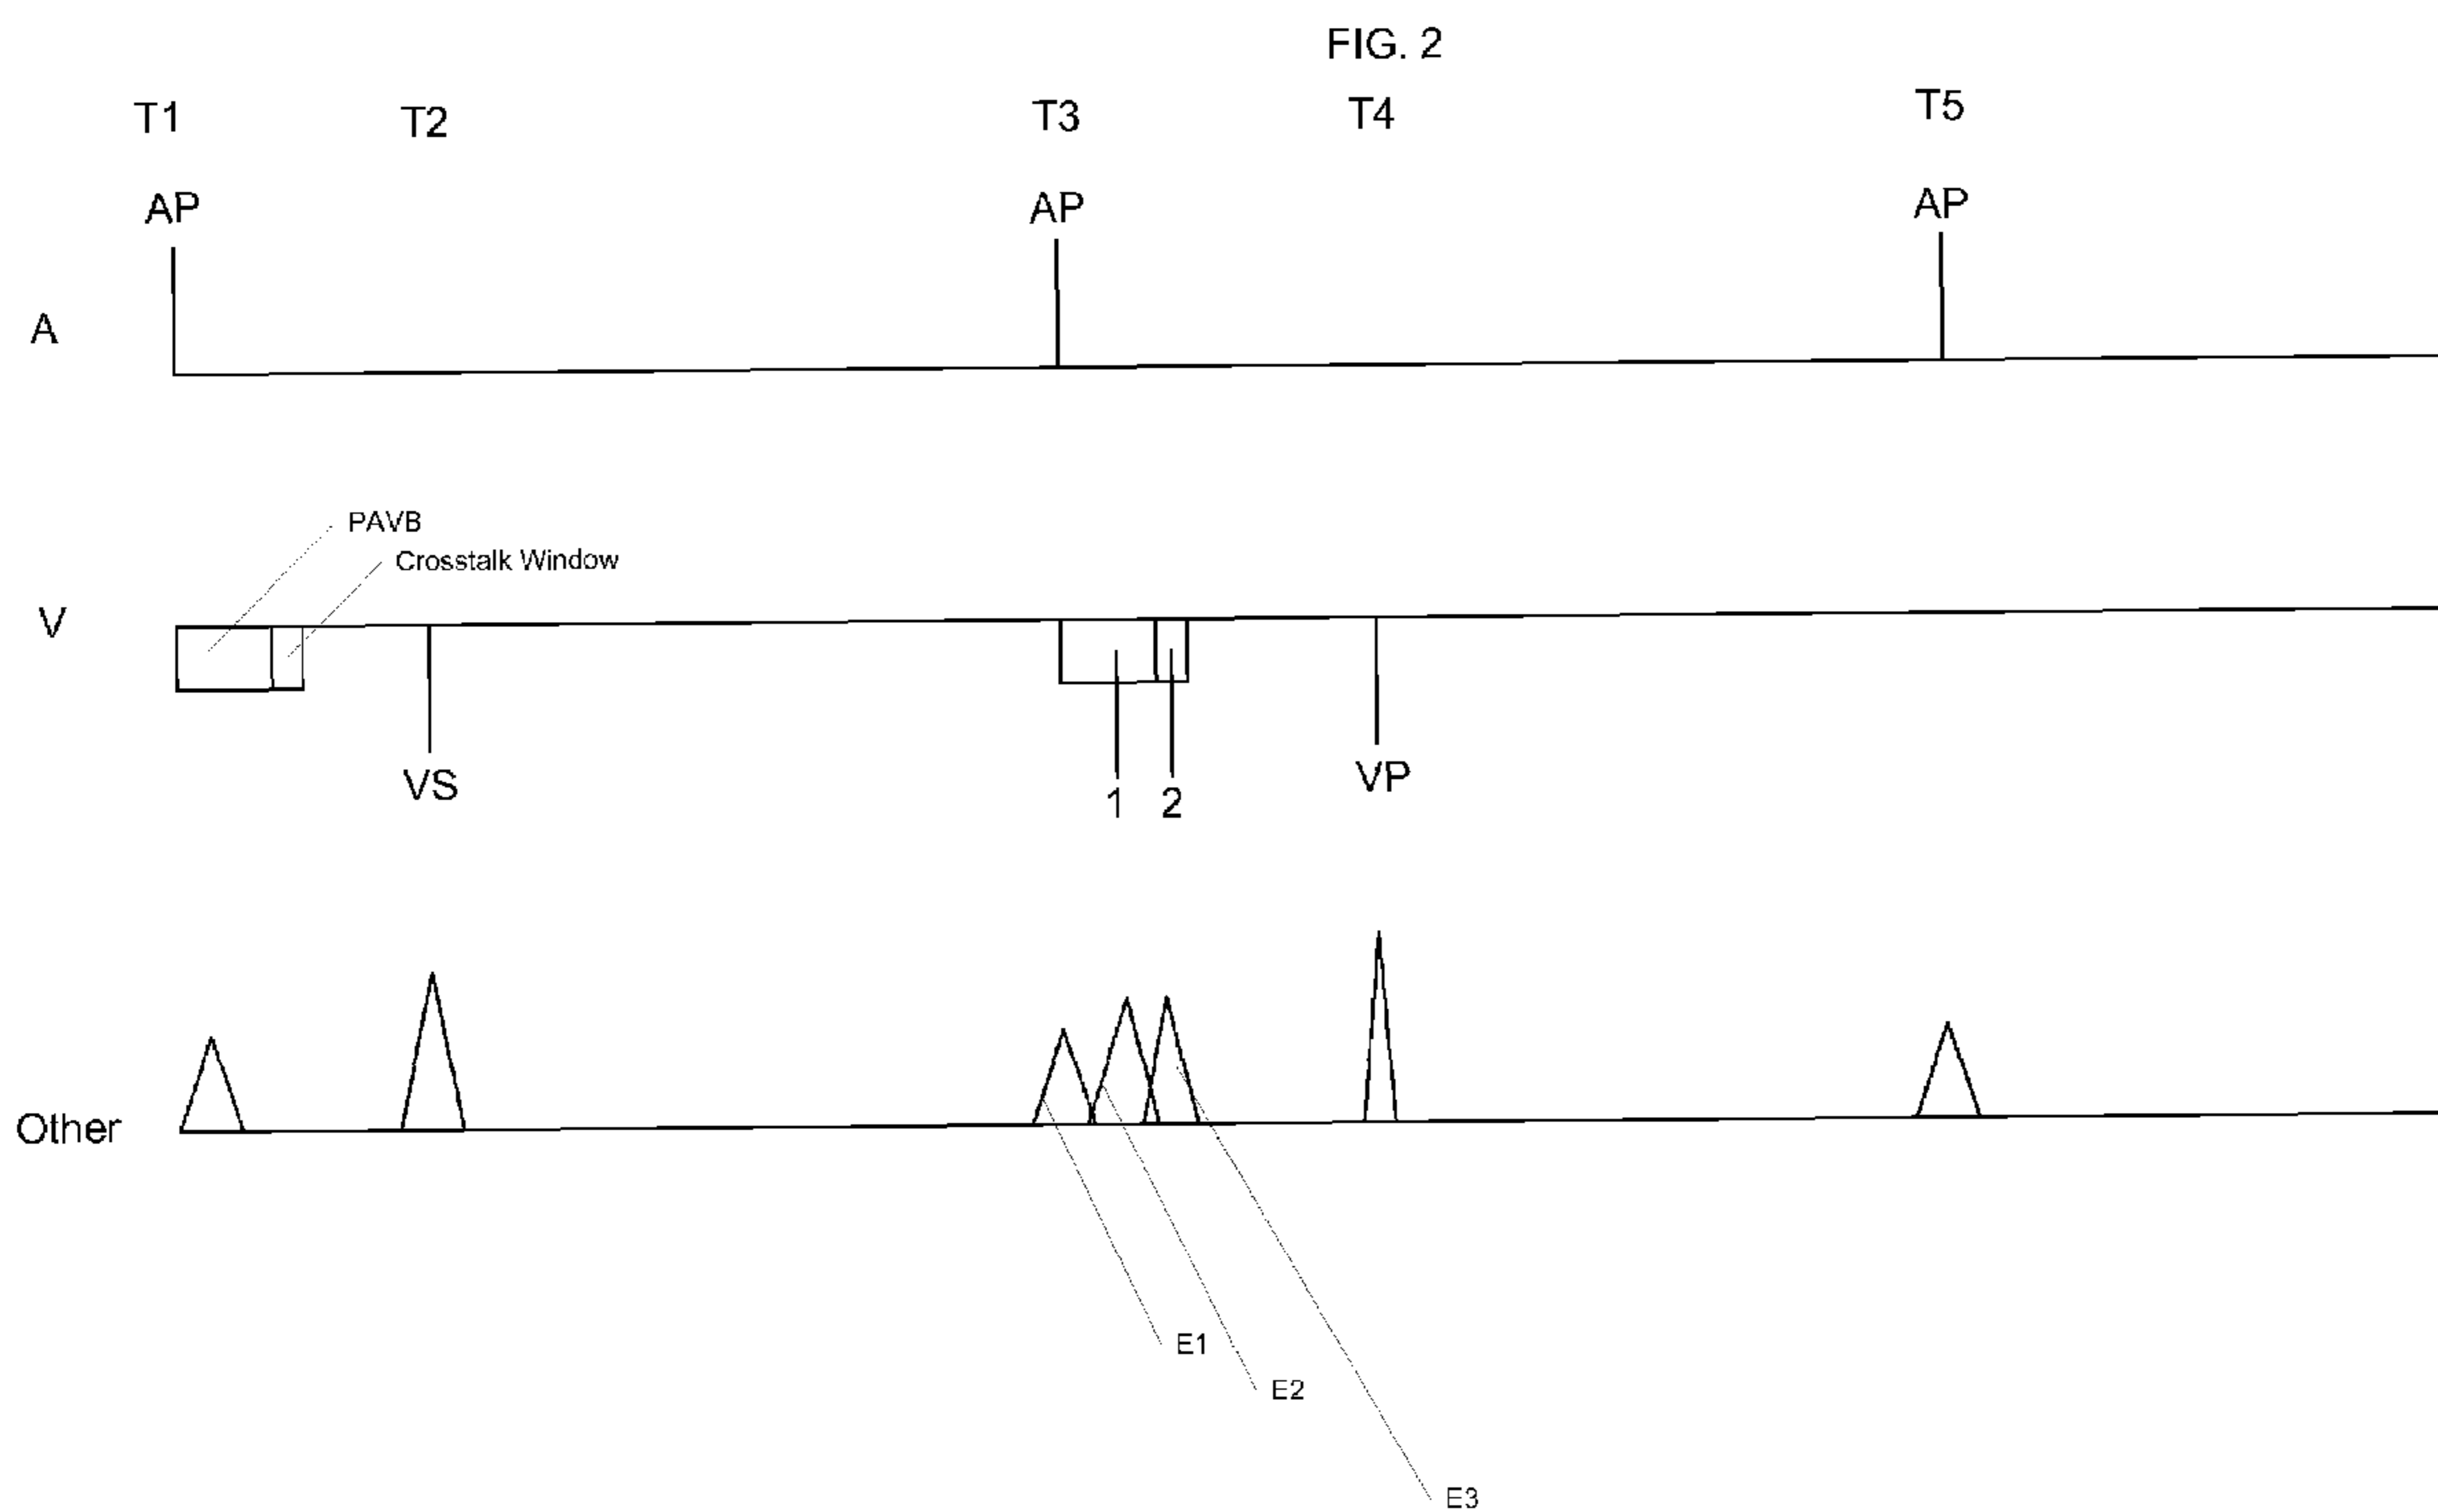 FIG. 2
T1 T2 T3 T4 T5
AP AP AP
A
PAVB
Crosstalk Window
V
VS 1 2 VP
Other
E1
E2
E3